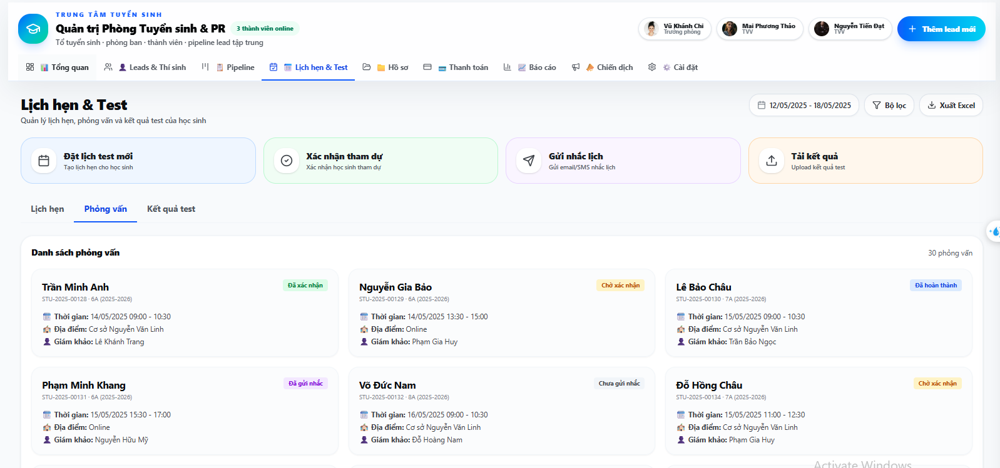 TRUNG TÂM TUYỂN SINH
Quản trị Phòng Tuyển sinh & PR
3 thành viên online
Tổ tuyển sinh · phòng ban · thành viên · pipeline lead tập trung
Vũ Khánh Chi
Trưởng phòng
Mai Phương Thảo
TVV
Nguyễn Tiến Đạt
TVV
Thêm lead mới
Tổng quan
Leads & Thí sinh
Pipeline
Lịch hẹn & Test
Hồ sơ
Thanh toán
Báo cáo
Chiến dịch
Cài đặt
Lịch hẹn & Test
Quản lý lịch hẹn, phỏng vấn và kết quả test của học sinh
12/05/2025 - 18/05/2025
Bộ lọc
Xuất Excel
Đặt lịch test mới
Tạo lịch hẹn cho học sinh
Xác nhận tham dự
Xác nhận học sinh tham dự
Gửi nhắc lịch
Gửi email/SMS nhắc lịch
Tải kết quả
Upload kết quả test
Lịch hẹn
Phỏng vấn
Kết quả test
Danh sách phỏng vấn
30 phỏng vấn
Trần Minh Anh
Đã xác nhận
STU-2025-00128 · 6A (2025-2026)
Thời gian: 14/05/2025 09:00 - 10:30
Địa điểm: Cơ sở Nguyễn Văn Linh
Giám khảo: Lê Khánh Trang
Nguyễn Gia Bảo
Chờ xác nhận
STU-2025-00129 · 6A (2025-2026)
Thời gian: 14/05/2025 13:30 - 15:00
Địa điểm: Online
Giám khảo: Phạm Gia Huy
Lê Bảo Châu
Đã hoàn thành
STU-2025-00130 · 7A (2025-2026)
Thời gian: 15/05/2025 09:00 - 10:30
Địa điểm: Cơ sở Nguyễn Văn Linh
Giám khảo: Trần Bảo Ngọc
Phạm Minh Khang
Đã gửi nhắc
STU-2025-00131 · 6A (2025-2026)
Thời gian: 15/05/2025 15:30 - 17:00
Địa điểm: Online
Giám khảo: Nguyễn Hữu Mỹ
Võ Đức Nam
Chưa gửi nhắc
STU-2025-00132 · 8A (2025-2026)
Thời gian: 16/05/2025 09:00 - 10:30
Địa điểm: Cơ sở Nguyễn Văn Linh
Giám khảo: Đỗ Hoàng Nam
Đỗ Hồng Châu
Chờ xác nhận
STU-2025-00134 · 7A (2025-2026)
Thời gian: 15/05/2025 11:00 - 12:30
Địa điểm: Cơ sở Nguyễn Văn Linh
Giám khảo: Phạm Gia Huy
Activate Windows